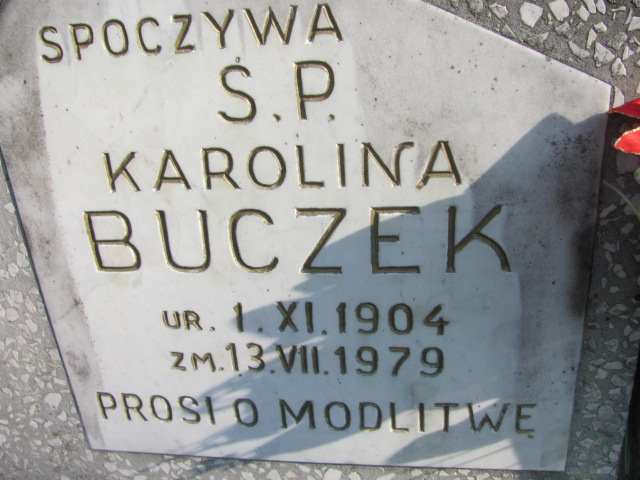 SPOCZYWA
Ś.P.
KAROLINA
BUCZEK
UR. 1.XI.1904
ZM.13.VII.1979
PROSI O MODLITWĘ